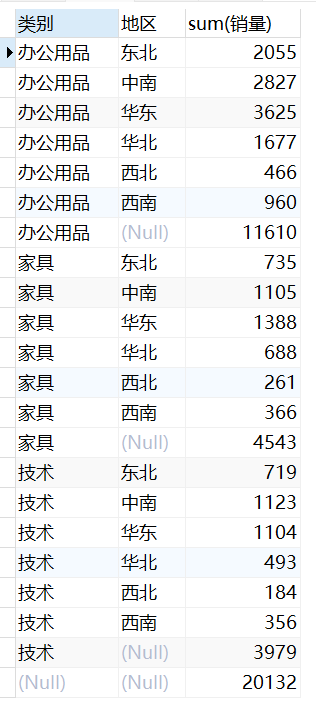 类别 地区 sum(销量)
办公用品 东北 2055
办公用品 中南 2827
办公用品 华东 3625
办公用品 华北 1677
办公用品 西北 466
办公用品 西南 960
办公用品 (Null) 11610
家具 东北 735
家具 中南 1105
家具 华东 1388
家具 华北 688
家具 西北 261
家具 西南 366
家具 (Null) 4543
技术 东北 719
技术 中南 1123
技术 华东 1104
技术 华北 493
技术 西北 184
技术 西南 356
技术 (Null) 3979
(Null) (Null) 20132